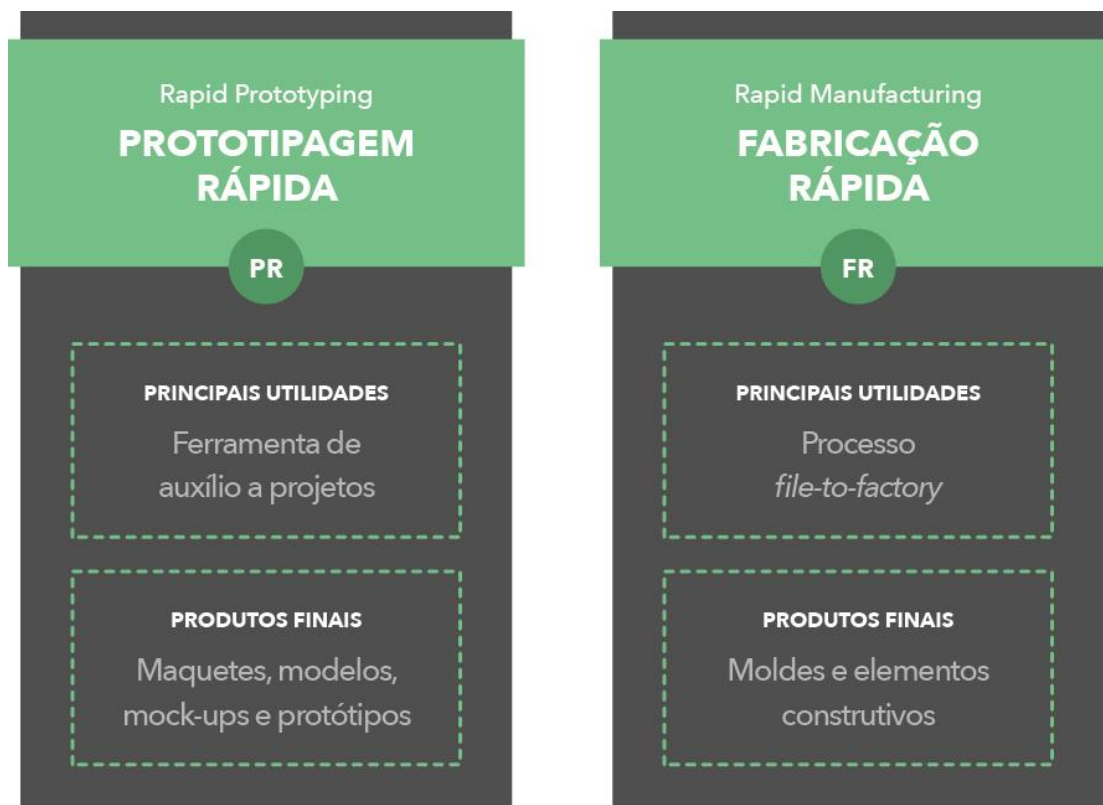 Rapid Prototyping
PROTOTIPAGEM
RÁPIDA
PR
PRINCIPAIS UTILIDADES
Ferramenta de
auxílio a projetos
PRODUTOS FINAIS
Maquetes, modelos,
mock-ups e protótipos
Rapid Manufacturing
FABRICAÇÃO
RÁPIDA
FR
PRINCIPAIS UTILIDADES
Processo
file-to-factory
PRODUTOS FINAIS
Moldes e elementos
construtivos